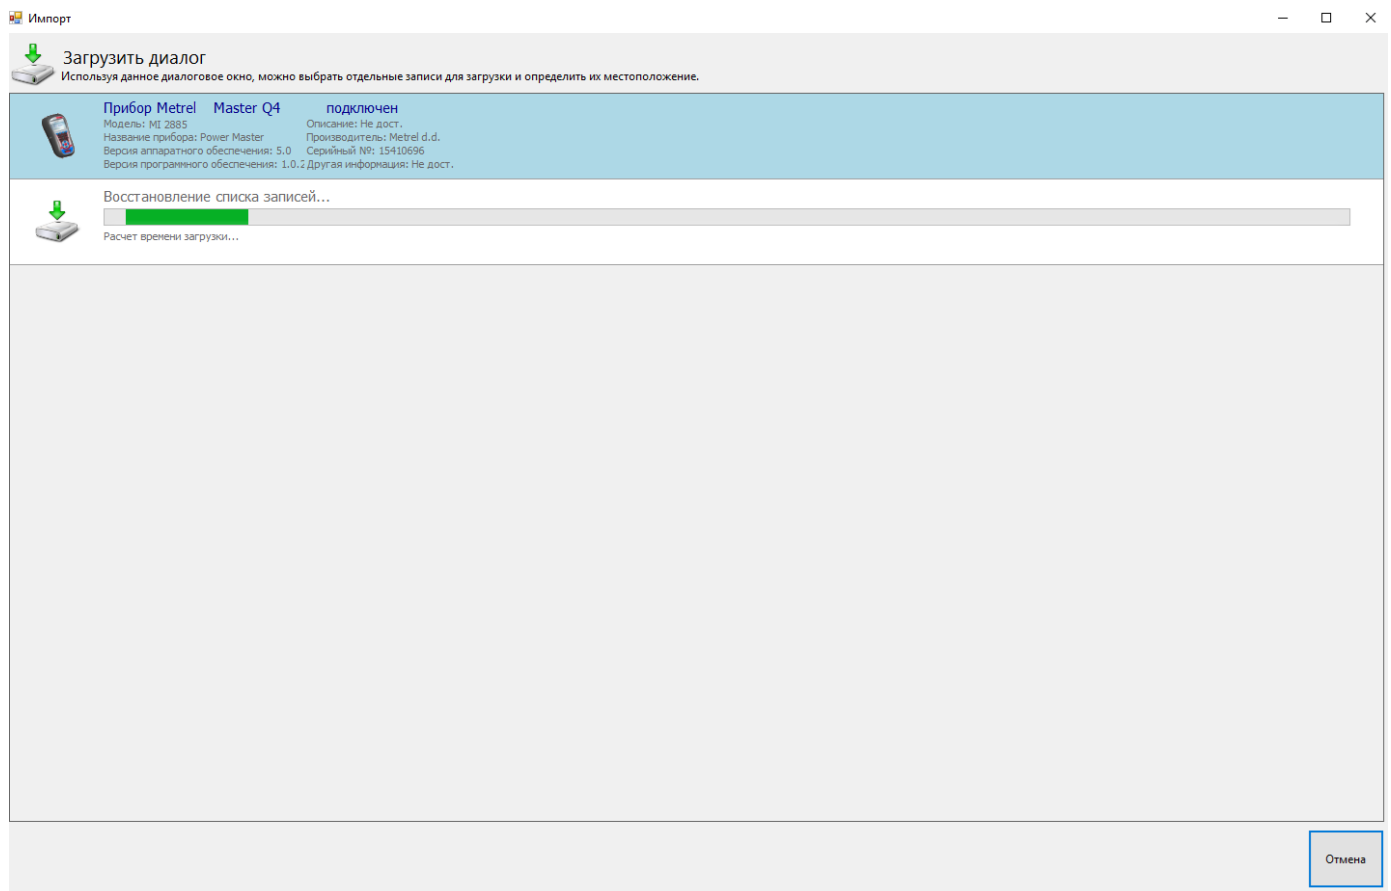 Импорт
Загрузить диалог
Используя данное диалоговое окно, можно выбрать отдельные записи для загрузки и определить их местоположение.
Прибор Metrel Master Q4 подключен
Модель: MI 2885 Описание: Не дост.
Название прибора: Power Master Производитель: Metrel d.d.
Версия аппаратного обеспечения: 5.0 Серийный №: 15410696
Версия программного обеспечения: 1.0.2 Другая информация: Не дост.
Восстановление списка записей...
Расчет времени загрузки...
Отмена